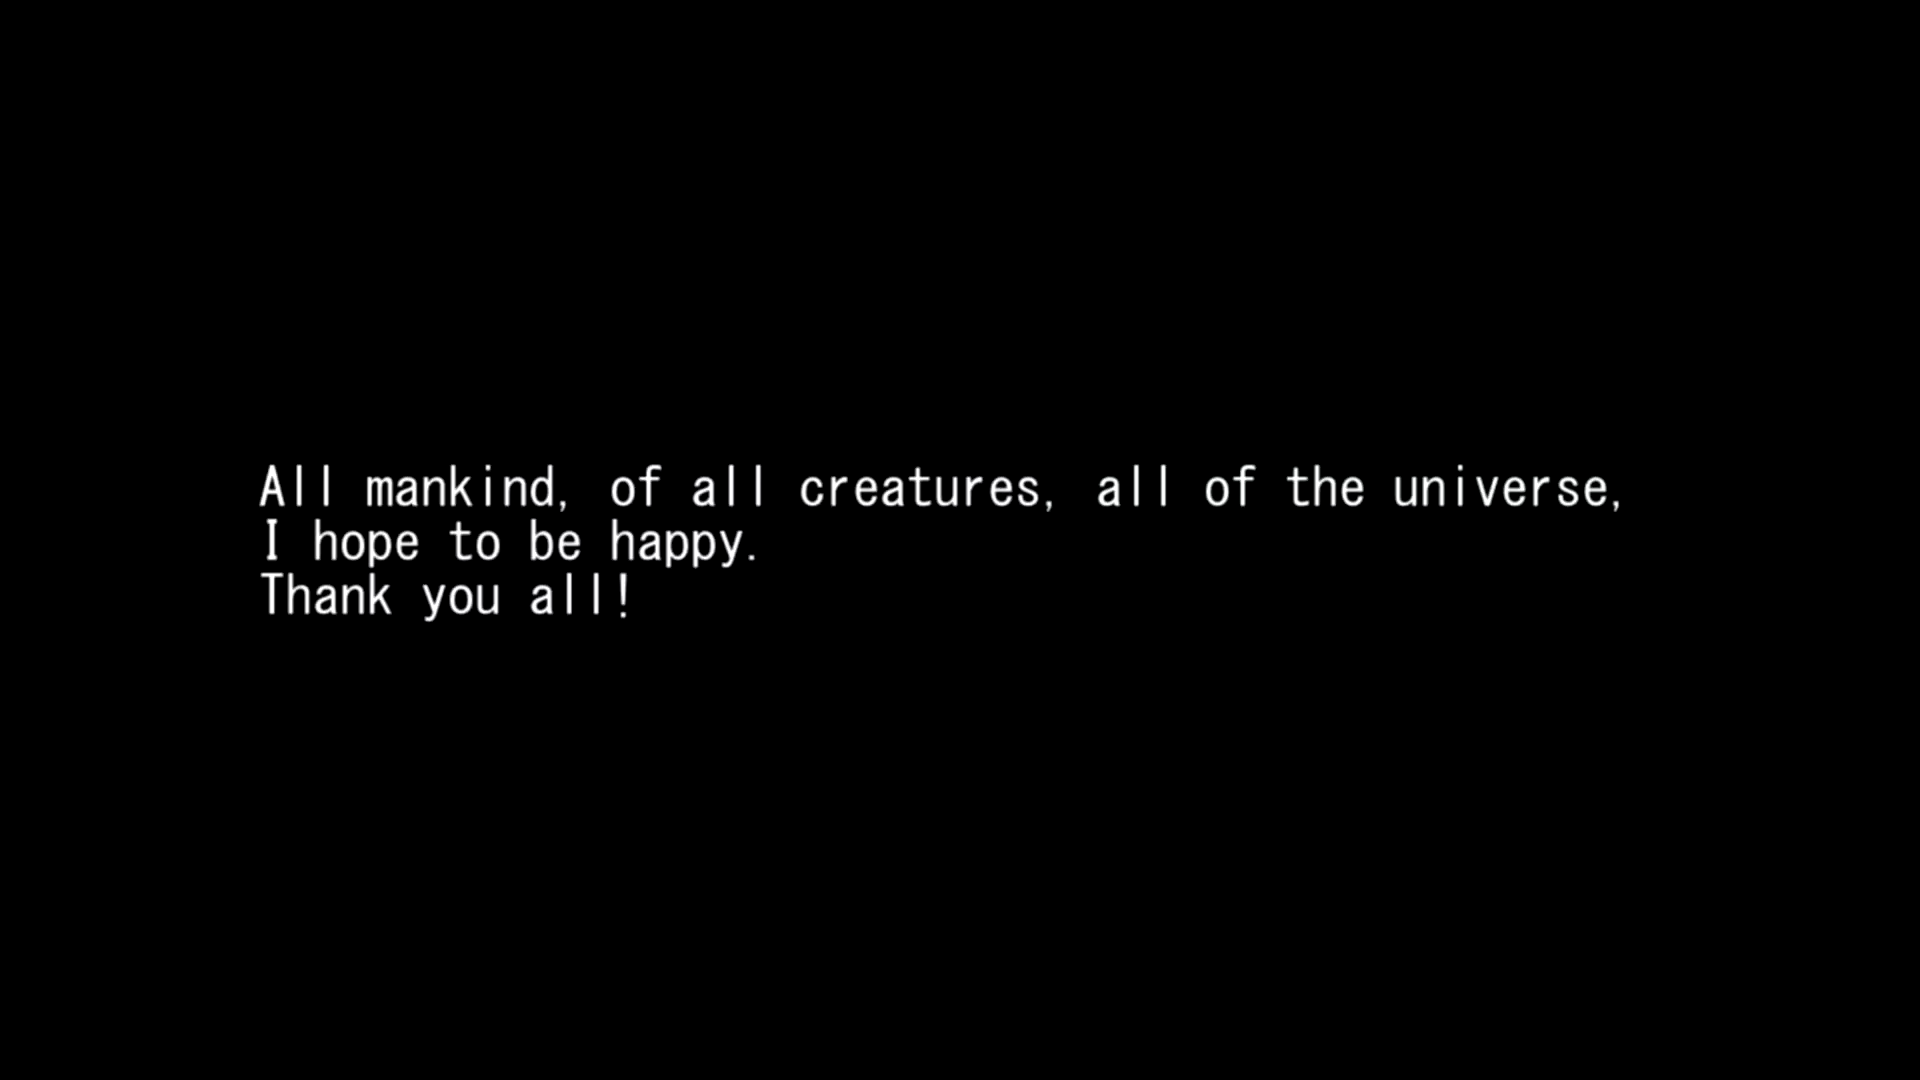 All mankind, of all creatures, all of the universe,
I hope to be happy.
Thank you all!